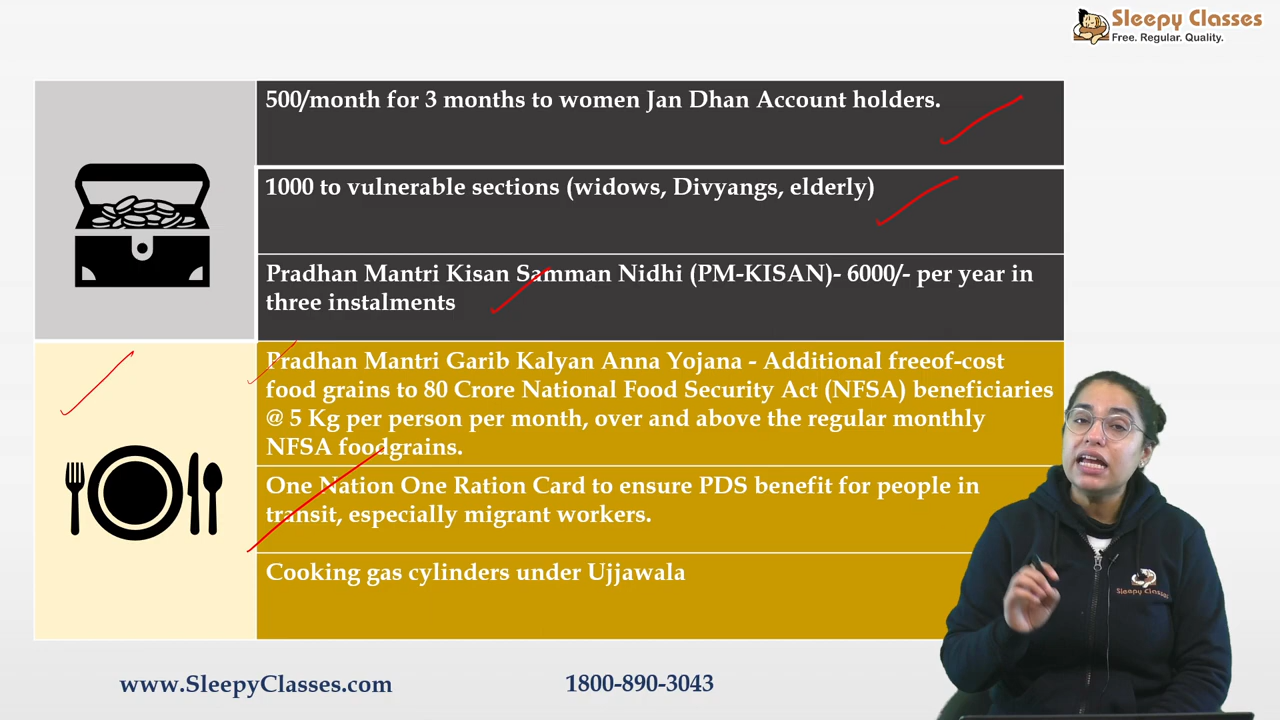 Sleepy Classes
Free. Regular. Quality.
500/month for 3 months to women Jan Dhan Account holders.
1000 to vulnerable sections (widows, Divyangs, elderly)
Pradhan Mantri Kisan Samman Nidhi (PM-KISAN)- 6000/- per year in
three instalments
Pradhan Mantri Garib Kalyan Anna Yojana - Additional freeof-cost
food grains to 80 Crore National Food Security Act (NFSA) beneficiaries
@ 5 Kg per person per month, over and above the regular monthly
NFSA foodgrains.
One Nation One Ration Card to ensure PDS benefit for people in
transit, especially migrant workers.
Cooking gas cylinders under Ujjawala
Sleepy Classes
www.SleepyClasses.com
1800-890-3043